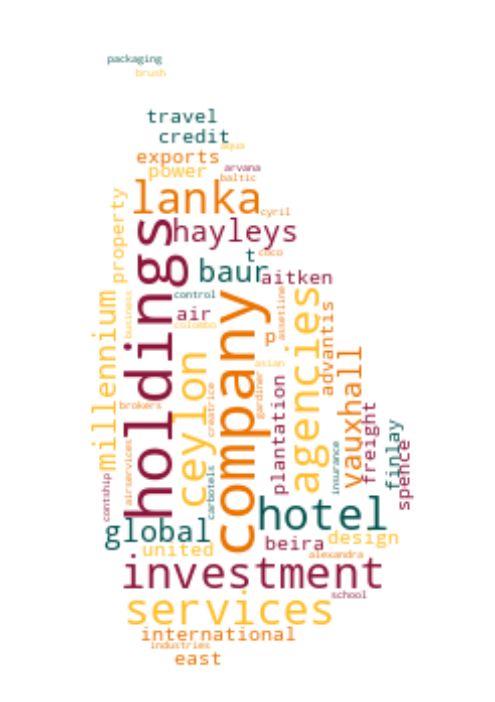 packaging
brush
travel
credit
aqua
exports
power
arvana
baltic
lanka
cyril
property
holdings
hayleys
t
coco
baur
aitken
control
millennium
business
air
colombo
company
agencies
assetline
p
advantis
ceylon
asian
vauxhall
creatrice
gardiner
plantation
brokers
freight
finlay
spence
airservices
insurance
carbotels
contship
hotel
global
united
beira
design
alexandra
investment
school
services
international
industries
east